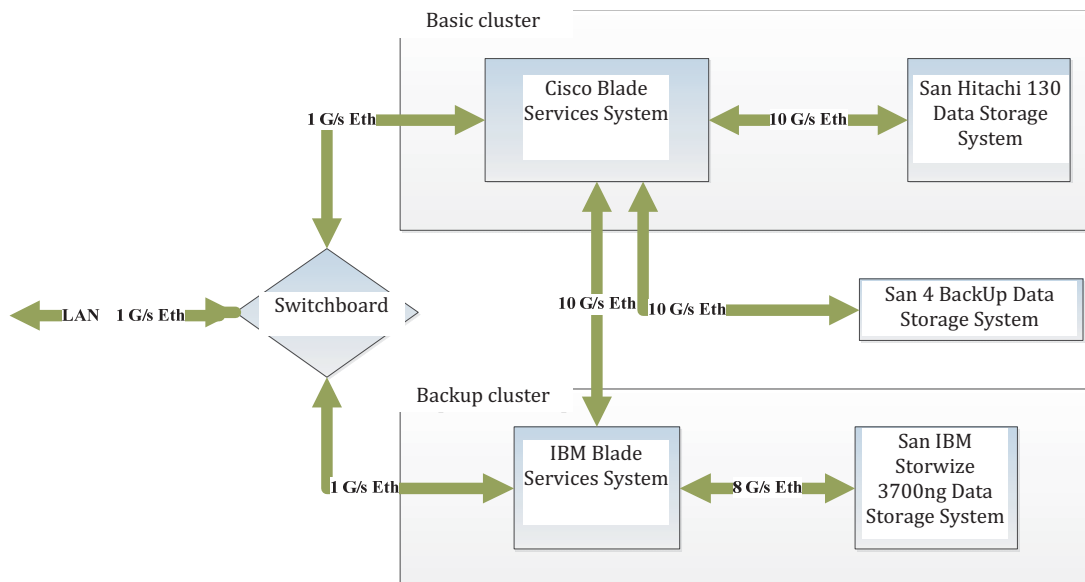 Basic cluster
Cisco Blade
Services System
San Hitachi 130
Data Storage
System
1 G/s Eth
10 G/s Eth
Switchboard
LAN 1 G/s Eth
10 G/s Eth
10 G/s Eth
San 4 BackUp Data
Storage System
Backup cluster
IBM Blade
Services System
San IBM
Storwize
3700ng Data
Storage System
1 G/s Eth
8 G/s Eth